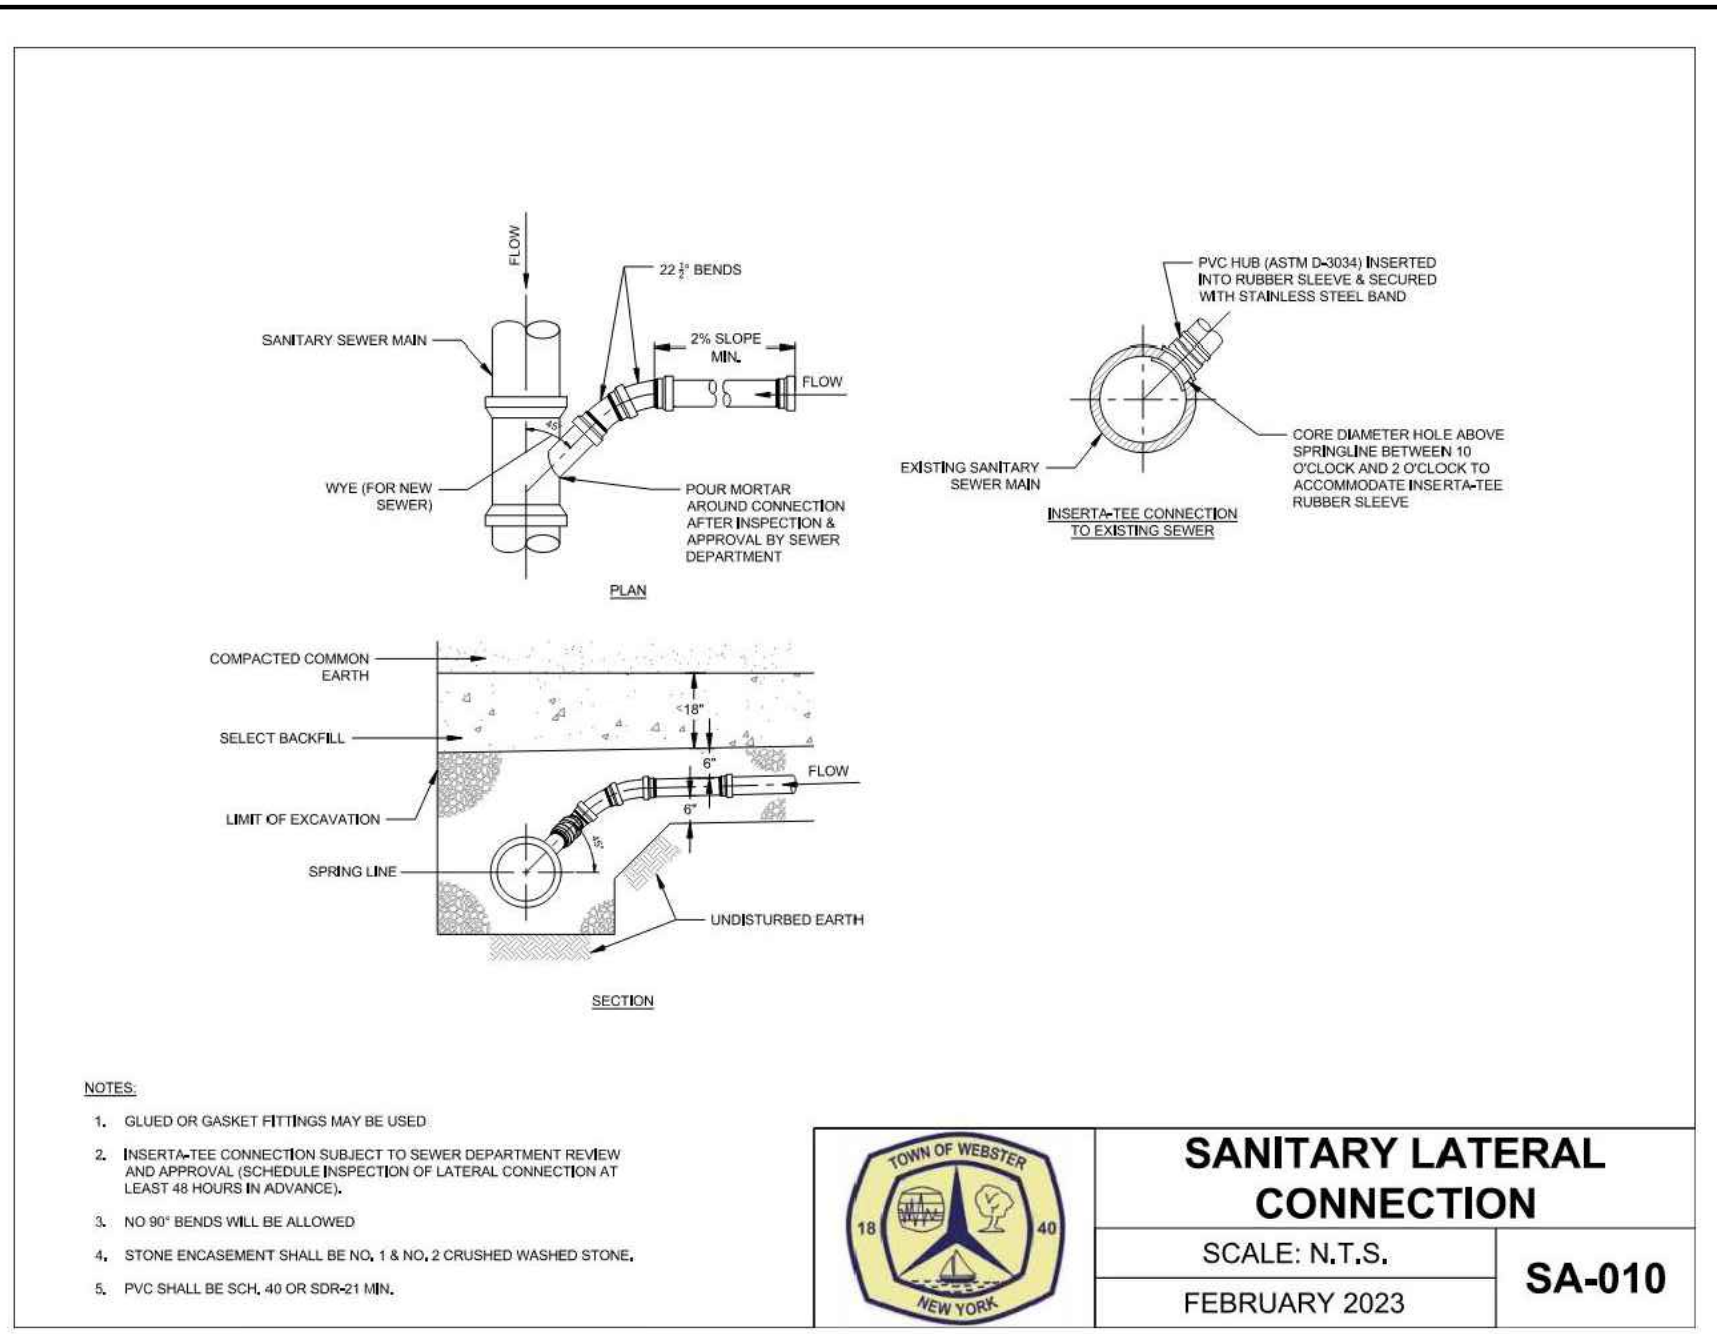 FLOW
22 ½° BENDS
SANITARY SEWER MAIN
2% SLOPE
MIN.
FLOW
45°
WYE (FOR NEW
SEWER)
POUR MORTAR
AROUND CONNECTION
AFTER INSPECTION &
APPROVAL BY SEWER
DEPARTMENT
PLAN
PVC HUB (ASTM D-3034) INSERTED
INTO RUBBER SLEEVE & SECURED
WITH STAINLESS STEEL BAND
EXISTING SANITARY
SEWER MAIN
CORE DIAMETER HOLE ABOVE
SPRINGLINE BETWEEN 10
O'CLOCK AND 2 O'CLOCK TO
ACCOMMODATE INSERTA-TEE
RUBBER SLEEVE
INSERTA-TEE CONNECTION
TO EXISTING SEWER
COMPACTED COMMON
EARTH
<18"
SELECT BACKFILL
6"
FLOW
6"
LIMIT OF EXCAVATION
45°
SPRING LINE
UNDISTURBED EARTH
SECTION
NOTES:
1. GLUED OR GASKET FITTINGS MAY BE USED
2. INSERTA-TEE CONNECTION SUBJECT TO SEWER DEPARTMENT REVIEW
AND APPROVAL (SCHEDULE INSPECTION OF LATERAL CONNECTION AT
LEAST 48 HOURS IN ADVANCE).
3. NO 90° BENDS WILL BE ALLOWED
4. STONE ENCASEMENT SHALL BE NO. 1 & NO. 2 CRUSHED WASHED STONE.
5. PVC SHALL BE SCH. 40 OR SDR-21 MIN.
TOWN OF WEBSTER
18 40
NEW YORK
SANITARY LATERAL
CONNECTION
SCALE: N.T.S.
FEBRUARY 2023
SA-010